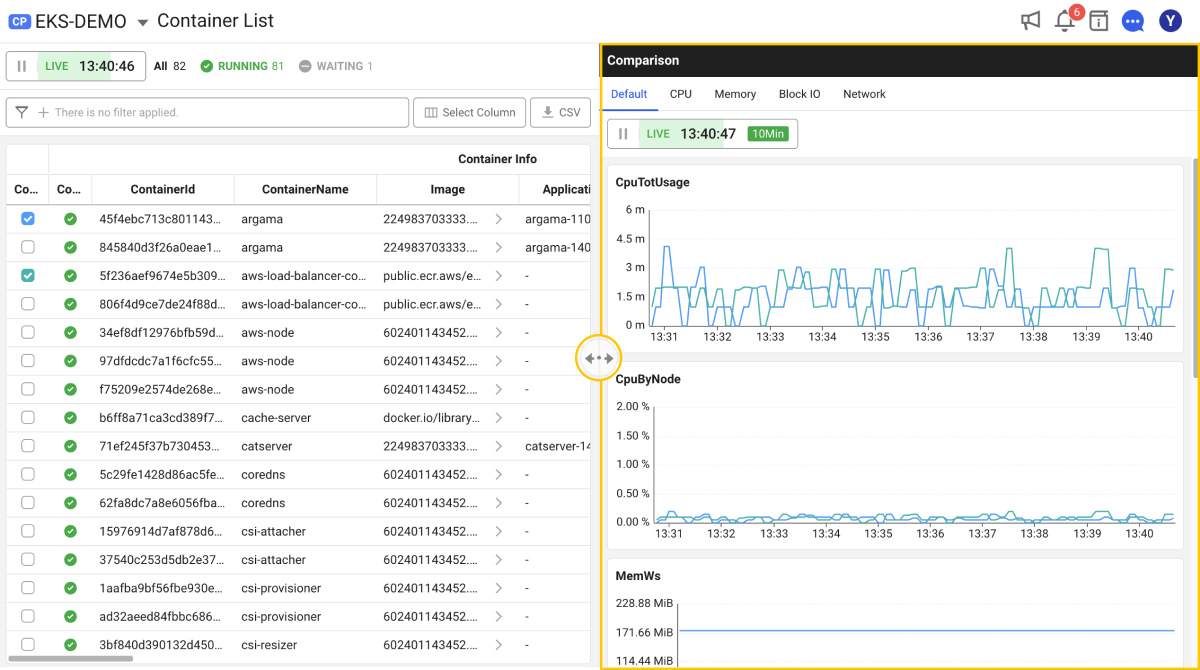 CP EKS-DEMO Container List 6 Y
LIVE 13:40:46 All 82 RUNNING 81 WAITING 1
There is no filter applied. Select Column CSV
Container Info
Co... Co... ContainerId ContainerName Image Applicati
45f4ebc713c801143... argama 224983703333.... argama-110
845840d3f26a0eae1... argama 224983703333.... argama-140
5f236aef9674e5b309... aws-load-balancer-co... public.ecr.aws/e... -
806f4d9ce7de24f88d... aws-load-balancer-co... public.ecr.aws/e... -
34ef8df12976bfb59d... aws-node 602401143452.... -
97dfdcdc7a1f6cfc55... aws-node 602401143452.... -
f75209e2574de268e... aws-node 602401143452.... -
b6ff8a71ca3cd389f7... cache-server docker.io/library... -
71ef245f37b730453... catserver 224983703333.... catserver-14
5c29fe1428d86ac5fe... coredns 602401143452.... -
62fa8dc7a8e6056fba... coredns 602401143452.... -
15976914d7af878d6... csi-attacher 602401143452.... -
37540c253d5db2e37... csi-attacher 602401143452.... -
1aafba9bf56fbe930e... csi-provisioner 602401143452.... -
ad32aeed84fbbc686... csi-provisioner 602401143452.... -
3bf840d390132d450... csi-resizer 602401143452.... -
Comparison
Default CPU Memory Block IO Network
LIVE 13:40:47 10Min
CpuTotUsage
6 m
4.5 m
3 m
1.5 m
0 m
13:31 13:32 13:33 13:34 13:35 13:36 13:37 13:38 13:39 13:40
CpuByNode
2.00 %
1.50 %
1.00 %
0.50 %
0.00 %
13:31 13:32 13:33 13:34 13:35 13:36 13:37 13:38 13:39 13:40
MemWs
228.88 MiB
171.66 MiB
114.44 MiB